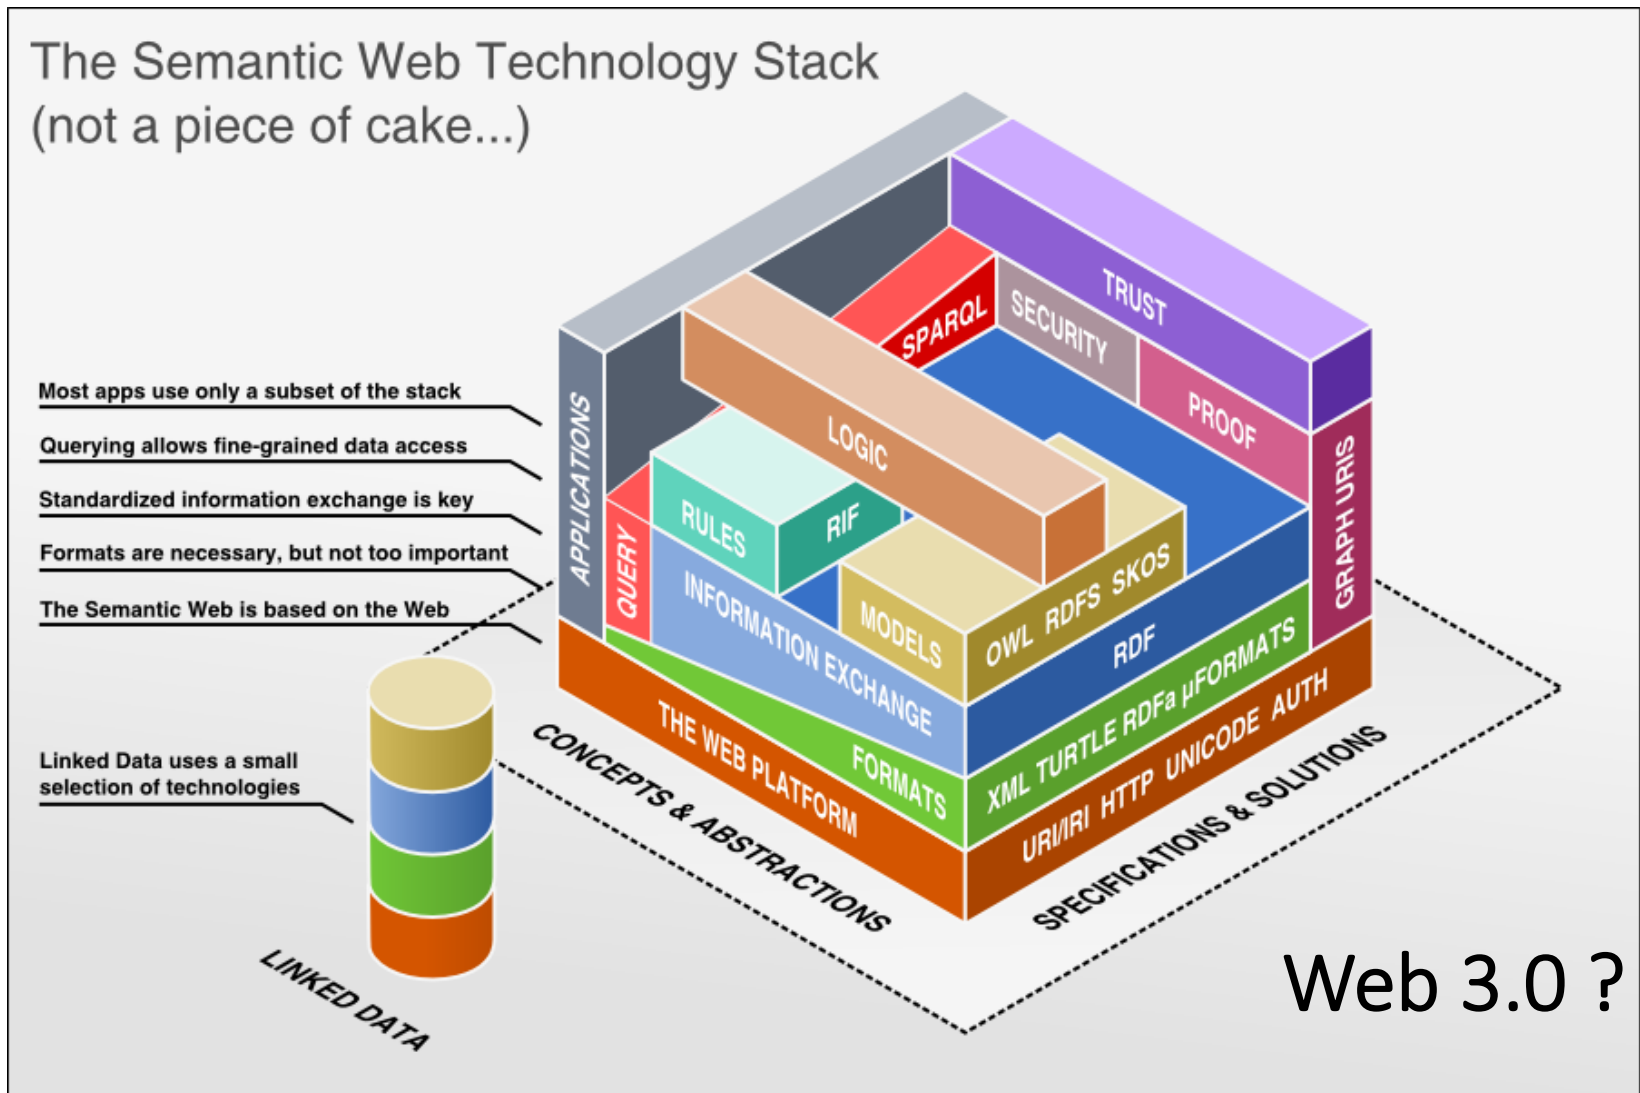 The Semantic Web Technology Stack
(not a piece of cake...)
Most apps use only a subset of the stack
Querying allows fine-grained data access
Standardized information exchange is key
Formats are necessary, but not too important
The Semantic Web is based on the Web
Linked Data uses a small
selection of technologies
LINKED DATA
APPLICATIONS
TRUST
SPARQL
SECURITY
PROOF
LOGIC
RULES
RIF
QUERY
GRAPH URIS
INFORMATION EXCHANGE
MODELS
OWL RDFS SKOS
RDF
FORMATS
XML TURTLE RDFa µFORMATS
THE WEB PLATFORM
URI/IRI HTTP UNICODE AUTH
CONCEPTS & ABSTRACTIONS
SPECIFICATIONS & SOLUTIONS
Web 3.0 ?